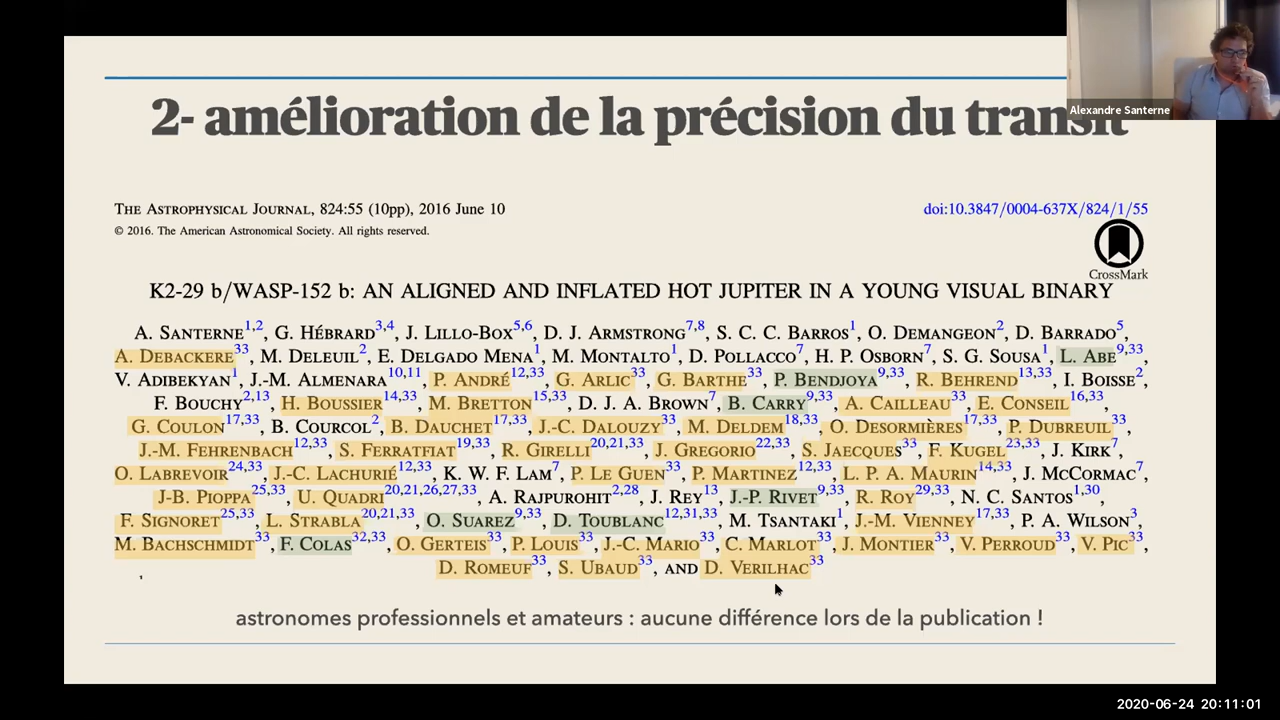 Alexandre Santerne
2- amélioration de la précision du transit
THE ASTROPHYSICAL JOURNAL, 824:55 (10pp), 2016 June 10
doi:10.3847/0004-637X/824/1/55
© 2016. The American Astronomical Society. All rights reserved.
CrossMark
K2-29 b/WASP-152 b: AN ALIGNED AND INFLATED HOT JUPITER IN A YOUNG VISUAL BINARY
A. SANTERNE1,2, G. HÉBRARD3,4, J. LILLO-BOX5,6, D. J. ARMSTRONG7,8, S. C. C. BARROS1, O. DEMANGEON2, D. BARRADO5,
A. DEBACKERE33, M. DELEUIL2, E. DELGADO MENA1, M. MONTALTO1, D. POLLACCO7, H. P. OSBORN7, S. G. SOUSA1, L. ABE9,33,
V. ADIBEKYAN1, J.-M. ALMENARA10,11, P. ANDRÉ12,33, G. ARLIC33, G. BARTHE33, P. BENDJOYA9,33, R. BEHREND13,33, I. BOISSE2,
F. BOUCHY2,13, H. BOUSSIER14,33, M. BRETTON15,33, D. J. A. BROWN7, B. CARRY9,33, A. CAILLEAU33, E. CONSEIL16,33,
G. COULON17,33, B. COURCOL2, B. DAUCHET17,33, J.-C. DALOUZY33, M. DELDEM18,33, O. DESORMIÈRES17,33, P. DUBREUIL33,
J.-M. FEHRENBACH12,33, S. FERRATFIAT19,33, R. GIRELLI20,21,33, J. GREGORIO22,33, S. JAECQUES33, F. KUGEL23,33, J. KIRK7,
O. LABREVOIR24,33, J.-C. LACHURIÉ12,33, K. W. F. LAM7, P. LE GUEN33, P. MARTINEZ12,33, L. P. A. MAURIN14,33, J. MCCORMAC7,
J-B. PIOPPA25,33, U. QUADRI20,21,26,27,33, A. RAJPUROHIT2,28, J. REY13, J.-P. RIVET9,33, R. ROY29,33, N. C. SANTOS1,30,
F. SIGNORET25,33, L. STRABLA20,21,33, O. SUAREZ9,33, D. TOUBLANC12,31,33, M. TSANTAKI1, J.-M. VIENNEY17,33, P. A. WILSON3,
M. BACHSCHMIDT33, F. COLAS32,33, O. GERTEIS33, P. LOUIS33, J.-C. MARIO33, C. MARLOT33, J. MONTIER33, V. PERROUD33, V. PIC33,
D. ROMEUF33, S. UBAUD33, AND D. VERILHAC33
astronomes professionnels et amateurs : aucune différence lors de la publication !
2020-06-24 20:11:01